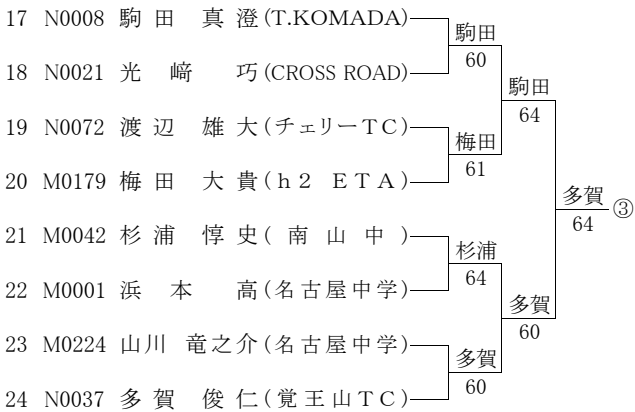 17 N0008 駒田 真澄(T.KOMADA)
駒田
60
18 N0021 光﨑 巧(CROSS ROAD)
駒田
64
19 N0072 渡辺 雄大(チェリーTC)
梅田
61
20 M0179 梅田 大貴(h2 ETA)
多賀
64
③
21 M0042 杉浦 惇史(南山中)
杉浦
64
22 M0001 浜本 高(名古屋中学)
多賀
60
23 M0224 山川 竜之介(名古屋中学)
多賀
60
24 N0037 多賀 俊仁(覚王山TC)